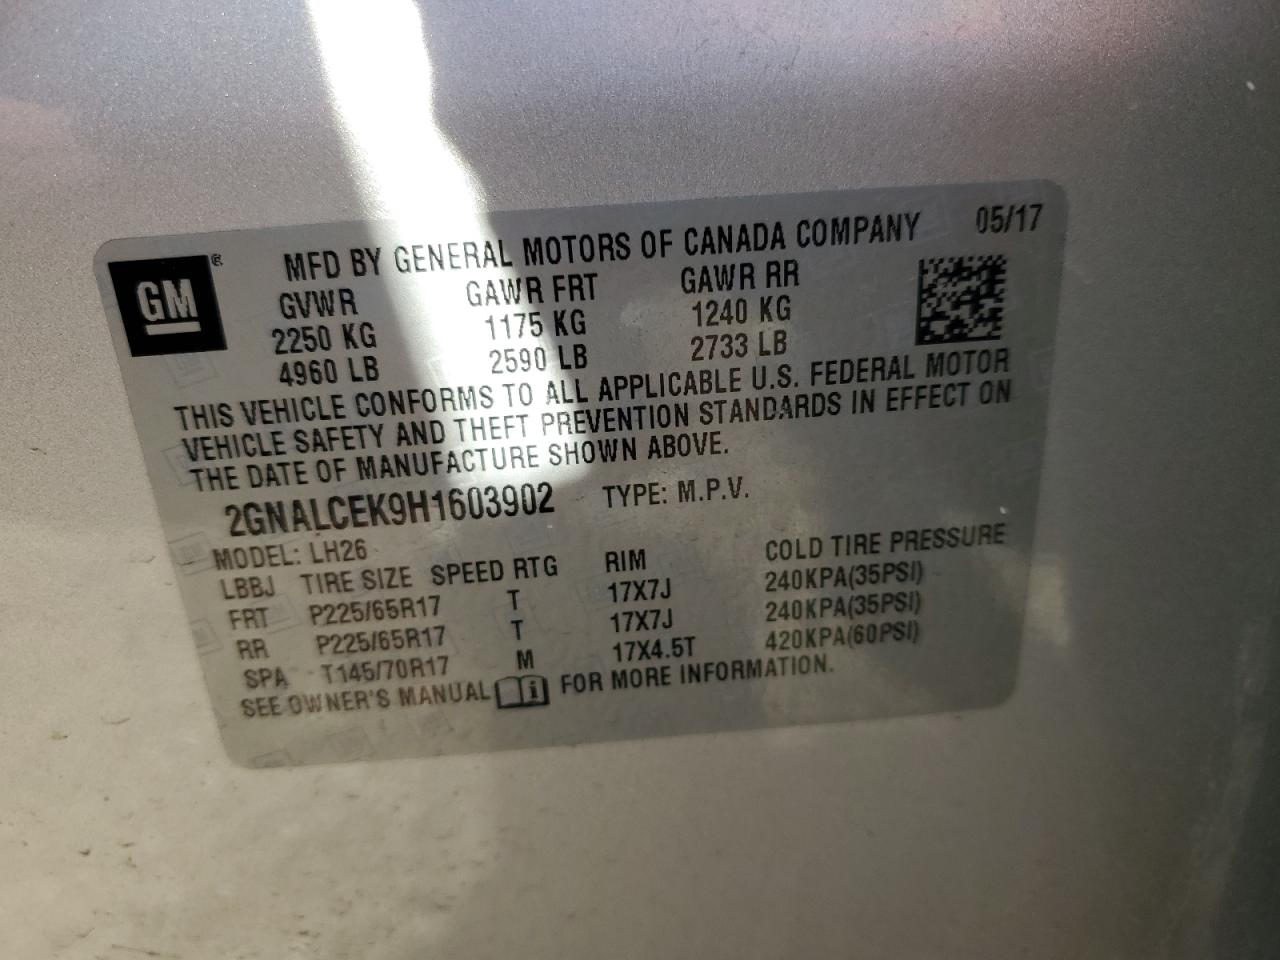 GM
MFD BY GENERAL MOTORS OF CANADA COMPANY 05/17
GVWR GAWR FRT GAWR RR
2250 KG 1175 KG 1240 KG
4960 LB 2590 LB 2733 LB
THIS VEHICLE CONFORMS TO ALL APPLICABLE U.S. FEDERAL MOTOR
VEHICLE SAFETY AND THEFT PREVENTION STANDARDS IN EFFECT ON
THE DATE OF MANUFACTURE SHOWN ABOVE.
2GNALCEK9H1603902 TYPE: M.P.V.
MODEL: LH26
LBBJ TIRE SIZE SPEED RTG RIM COLD TIRE PRESSURE
FRT P225/65R17 T 17X7J 240KPA(35PSI)
RR P225/65R17 T 17X7J 240KPA(35PSI)
SPA T145/70R17 M 17X4.5T 420KPA(60PSI)
SEE OWNER'S MANUAL i FOR MORE INFORMATION.